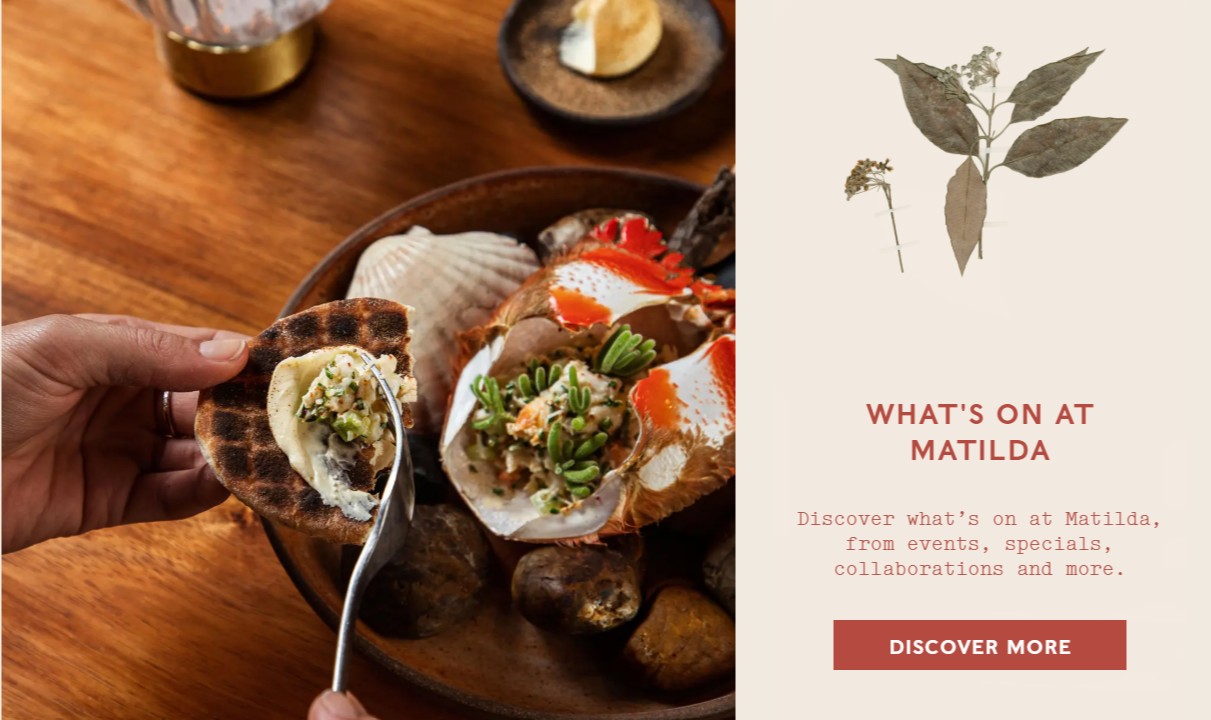 WHAT'S ON AT
MATILDA
Discover what’s on at Matilda,
from events, specials,
collaborations and more.
DISCOVER MORE